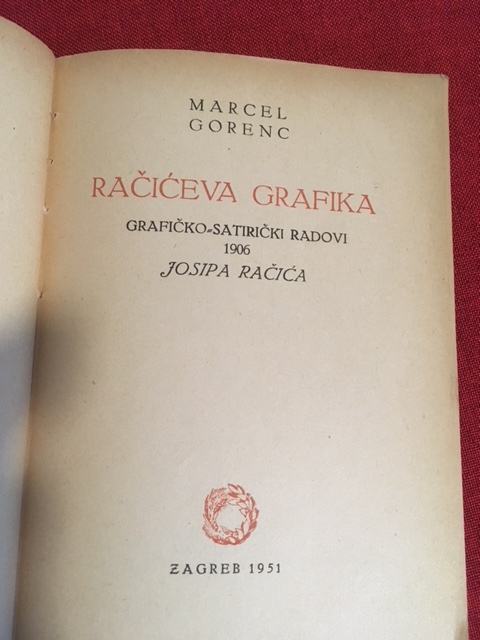 MARCEL
GORENC
RAČIĆEVA GRAFIKA
GRAFIČKO-SATIRIČKI RADOVI
1906
JOSIPA RAČIĆA
ZAGREB 1951